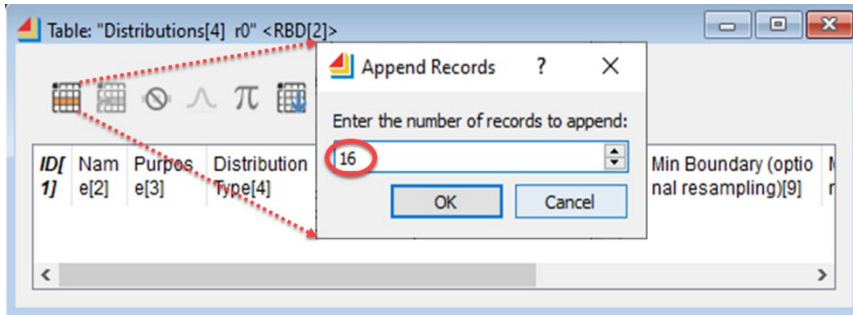 Table: "Distributions[4] r0" <RBD[2]>
Append Records ?
π
Enter the number of records to append:
16
OK Cancel
ID[ Nam Purpos Distribution Min Boundary (optio
1] e[2] e[3] Type[4] nal resampling)[9]